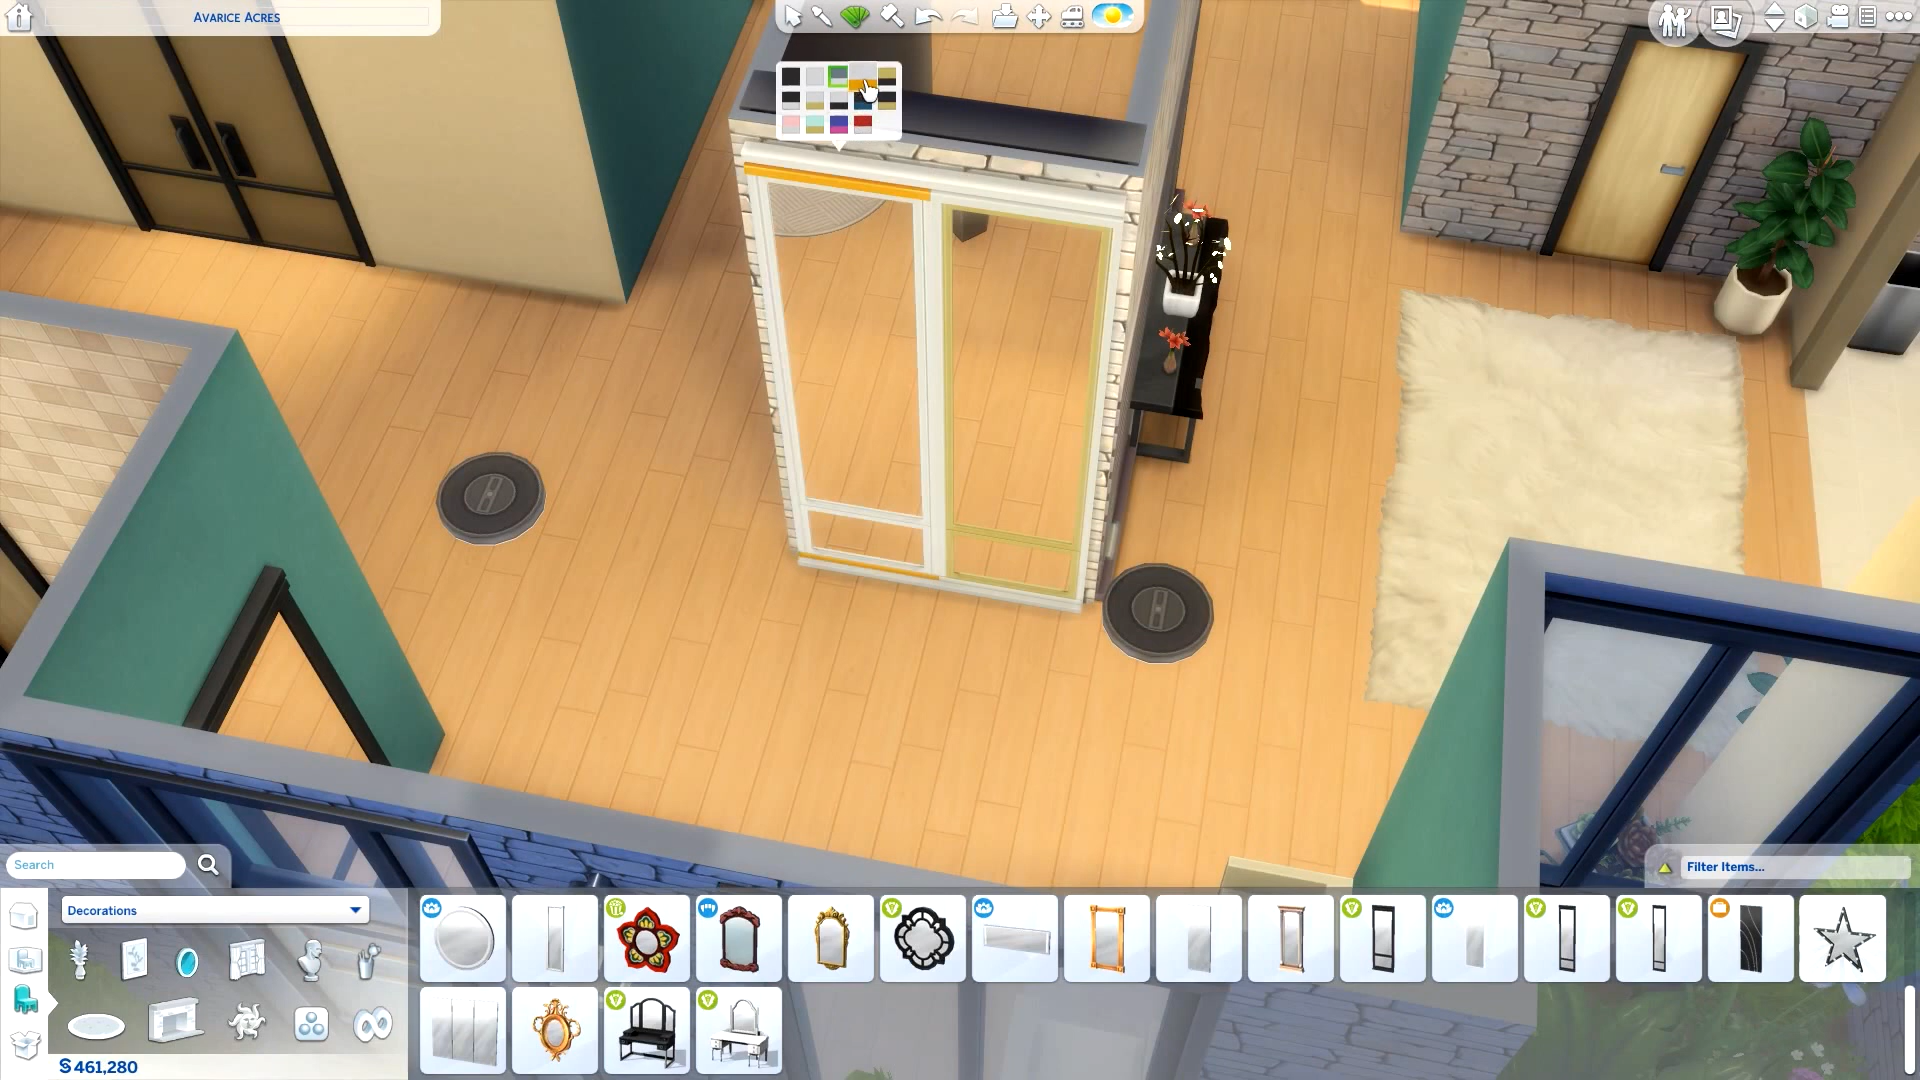 Avarice Acres
Search
Filter Items...
Decorations
§461,280